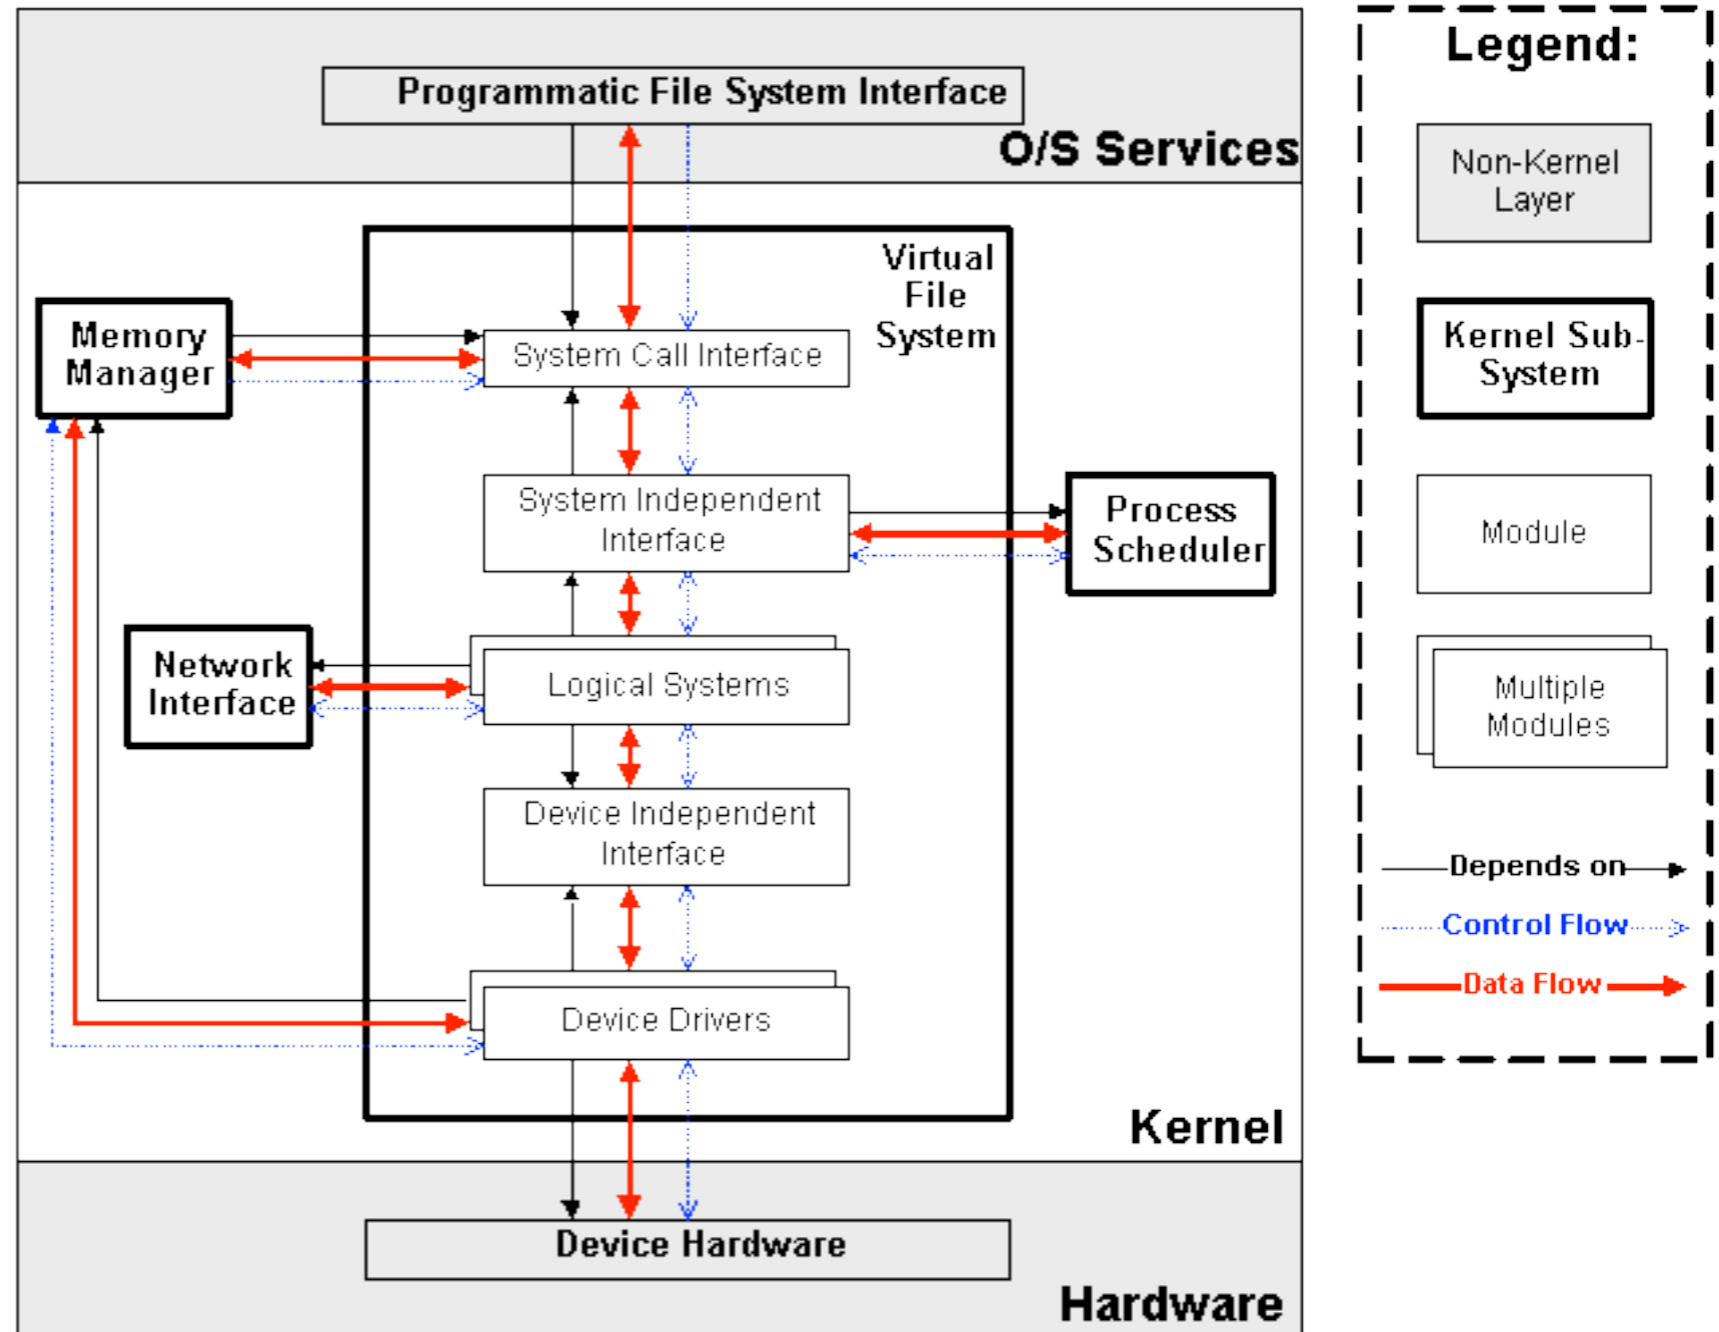 Programmatic File System Interface
O/S Services
Virtual
File
System
Memory
Manager
System Call Interface
System Independent
Interface
Process
Scheduler
Network
Interface
Logical Systems
Device Independent
Interface
Device Drivers
Kernel
Device Hardware
Hardware
Legend:
Non-Kernel
Layer
Kernel Sub-
System
Module
Multiple
Modules
Depends on
Control Flow
Data Flow